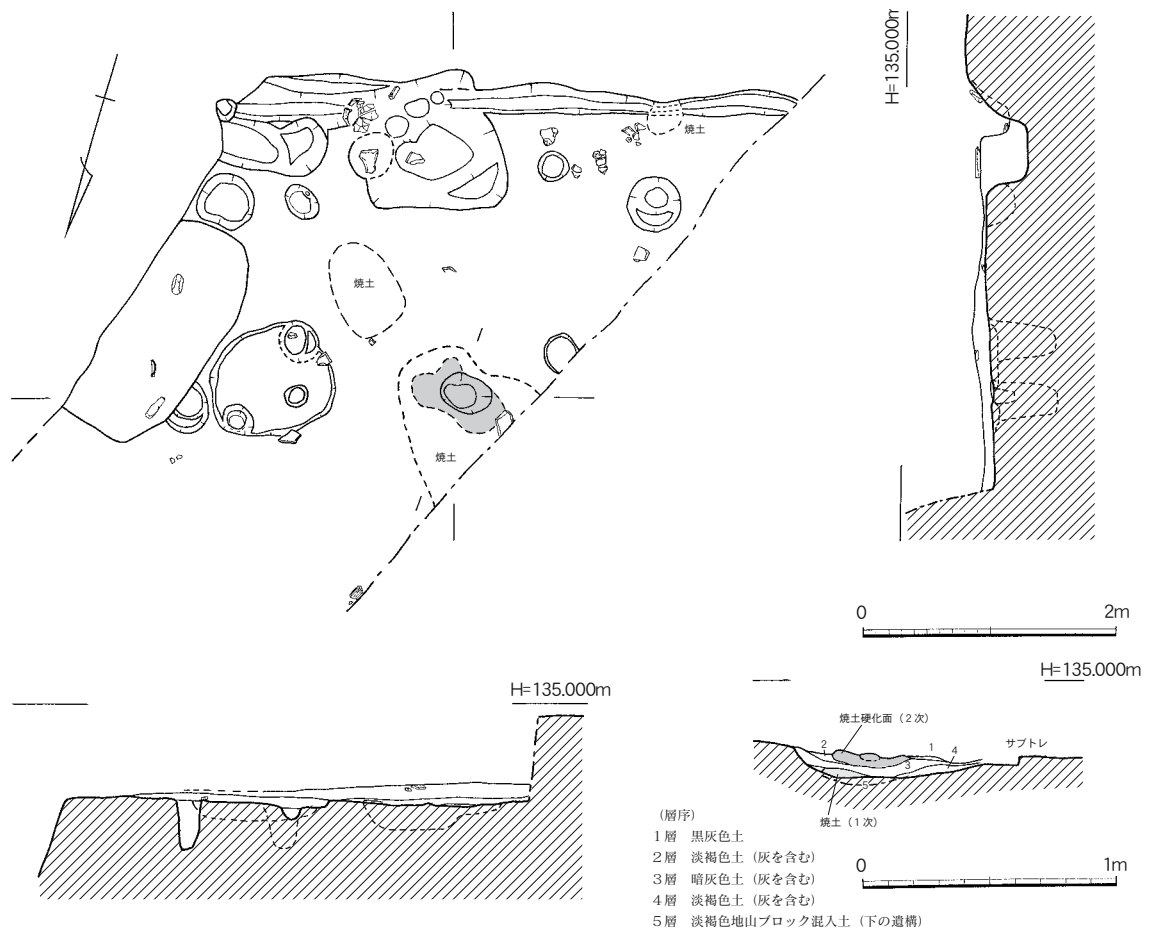 H=135.000m
焼土
焼土
焼土
0 2m
H=135.000m
H=135.000m
焼土硬化面（2次）
2
1
4
サブトレ
3
5
焼土（1次）
（層序）
1層 黒灰色土
2層 淡褐色土（灰を含む）
3層 暗灰色土（灰を含む）
4層 淡褐色土（灰を含む）
5層 淡褐色地山ブロック混入土（下の遺構）
0 1m